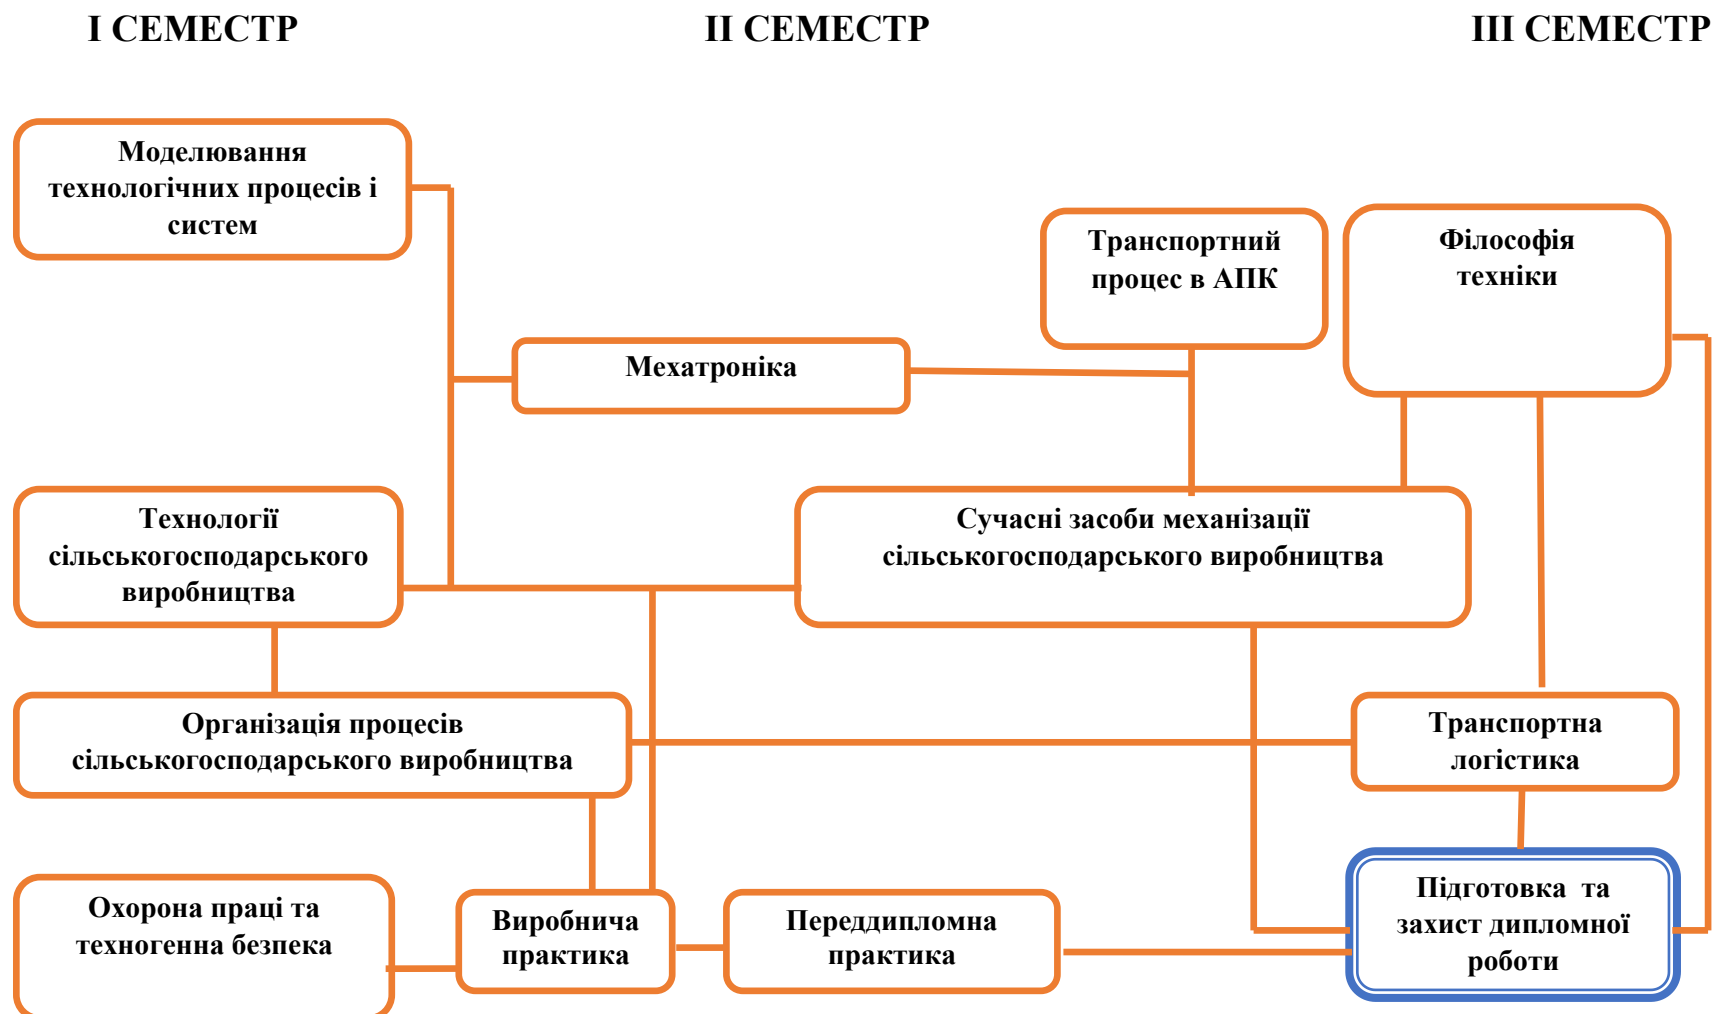 І СЕМЕСТР
ІІ СЕМЕСТР
ІІІ СЕМЕСТР
Моделювання
технологічних процесів і
систем
Транспортний
процес в АПК
Філософія
техніки
Мехатроніка
Технології
сільськогосподарського
виробництва
Сучасні засоби механізації
сільськогосподарського виробництва
Організація процесів
сільськогосподарського виробництва
Транспортна
логістика
Охорона праці та
техногенна безпека
Виробнича
практика
Переддипломна
практика
Підготовка та
захист дипломної
роботи